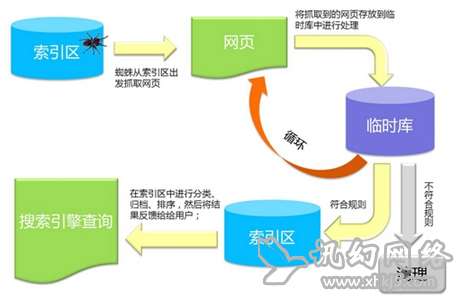 将抓取到的网页存放到临
时库中进行处理
索引区
网页
蜘蛛从索引区出
发抓取网页
循环
临时库
不符合
规则
符合规则
在索引区中进行分类、
归档、排序，然后将结
果反馈给给用户；
搜索引擎查询
索引区
清理
讯幻网络